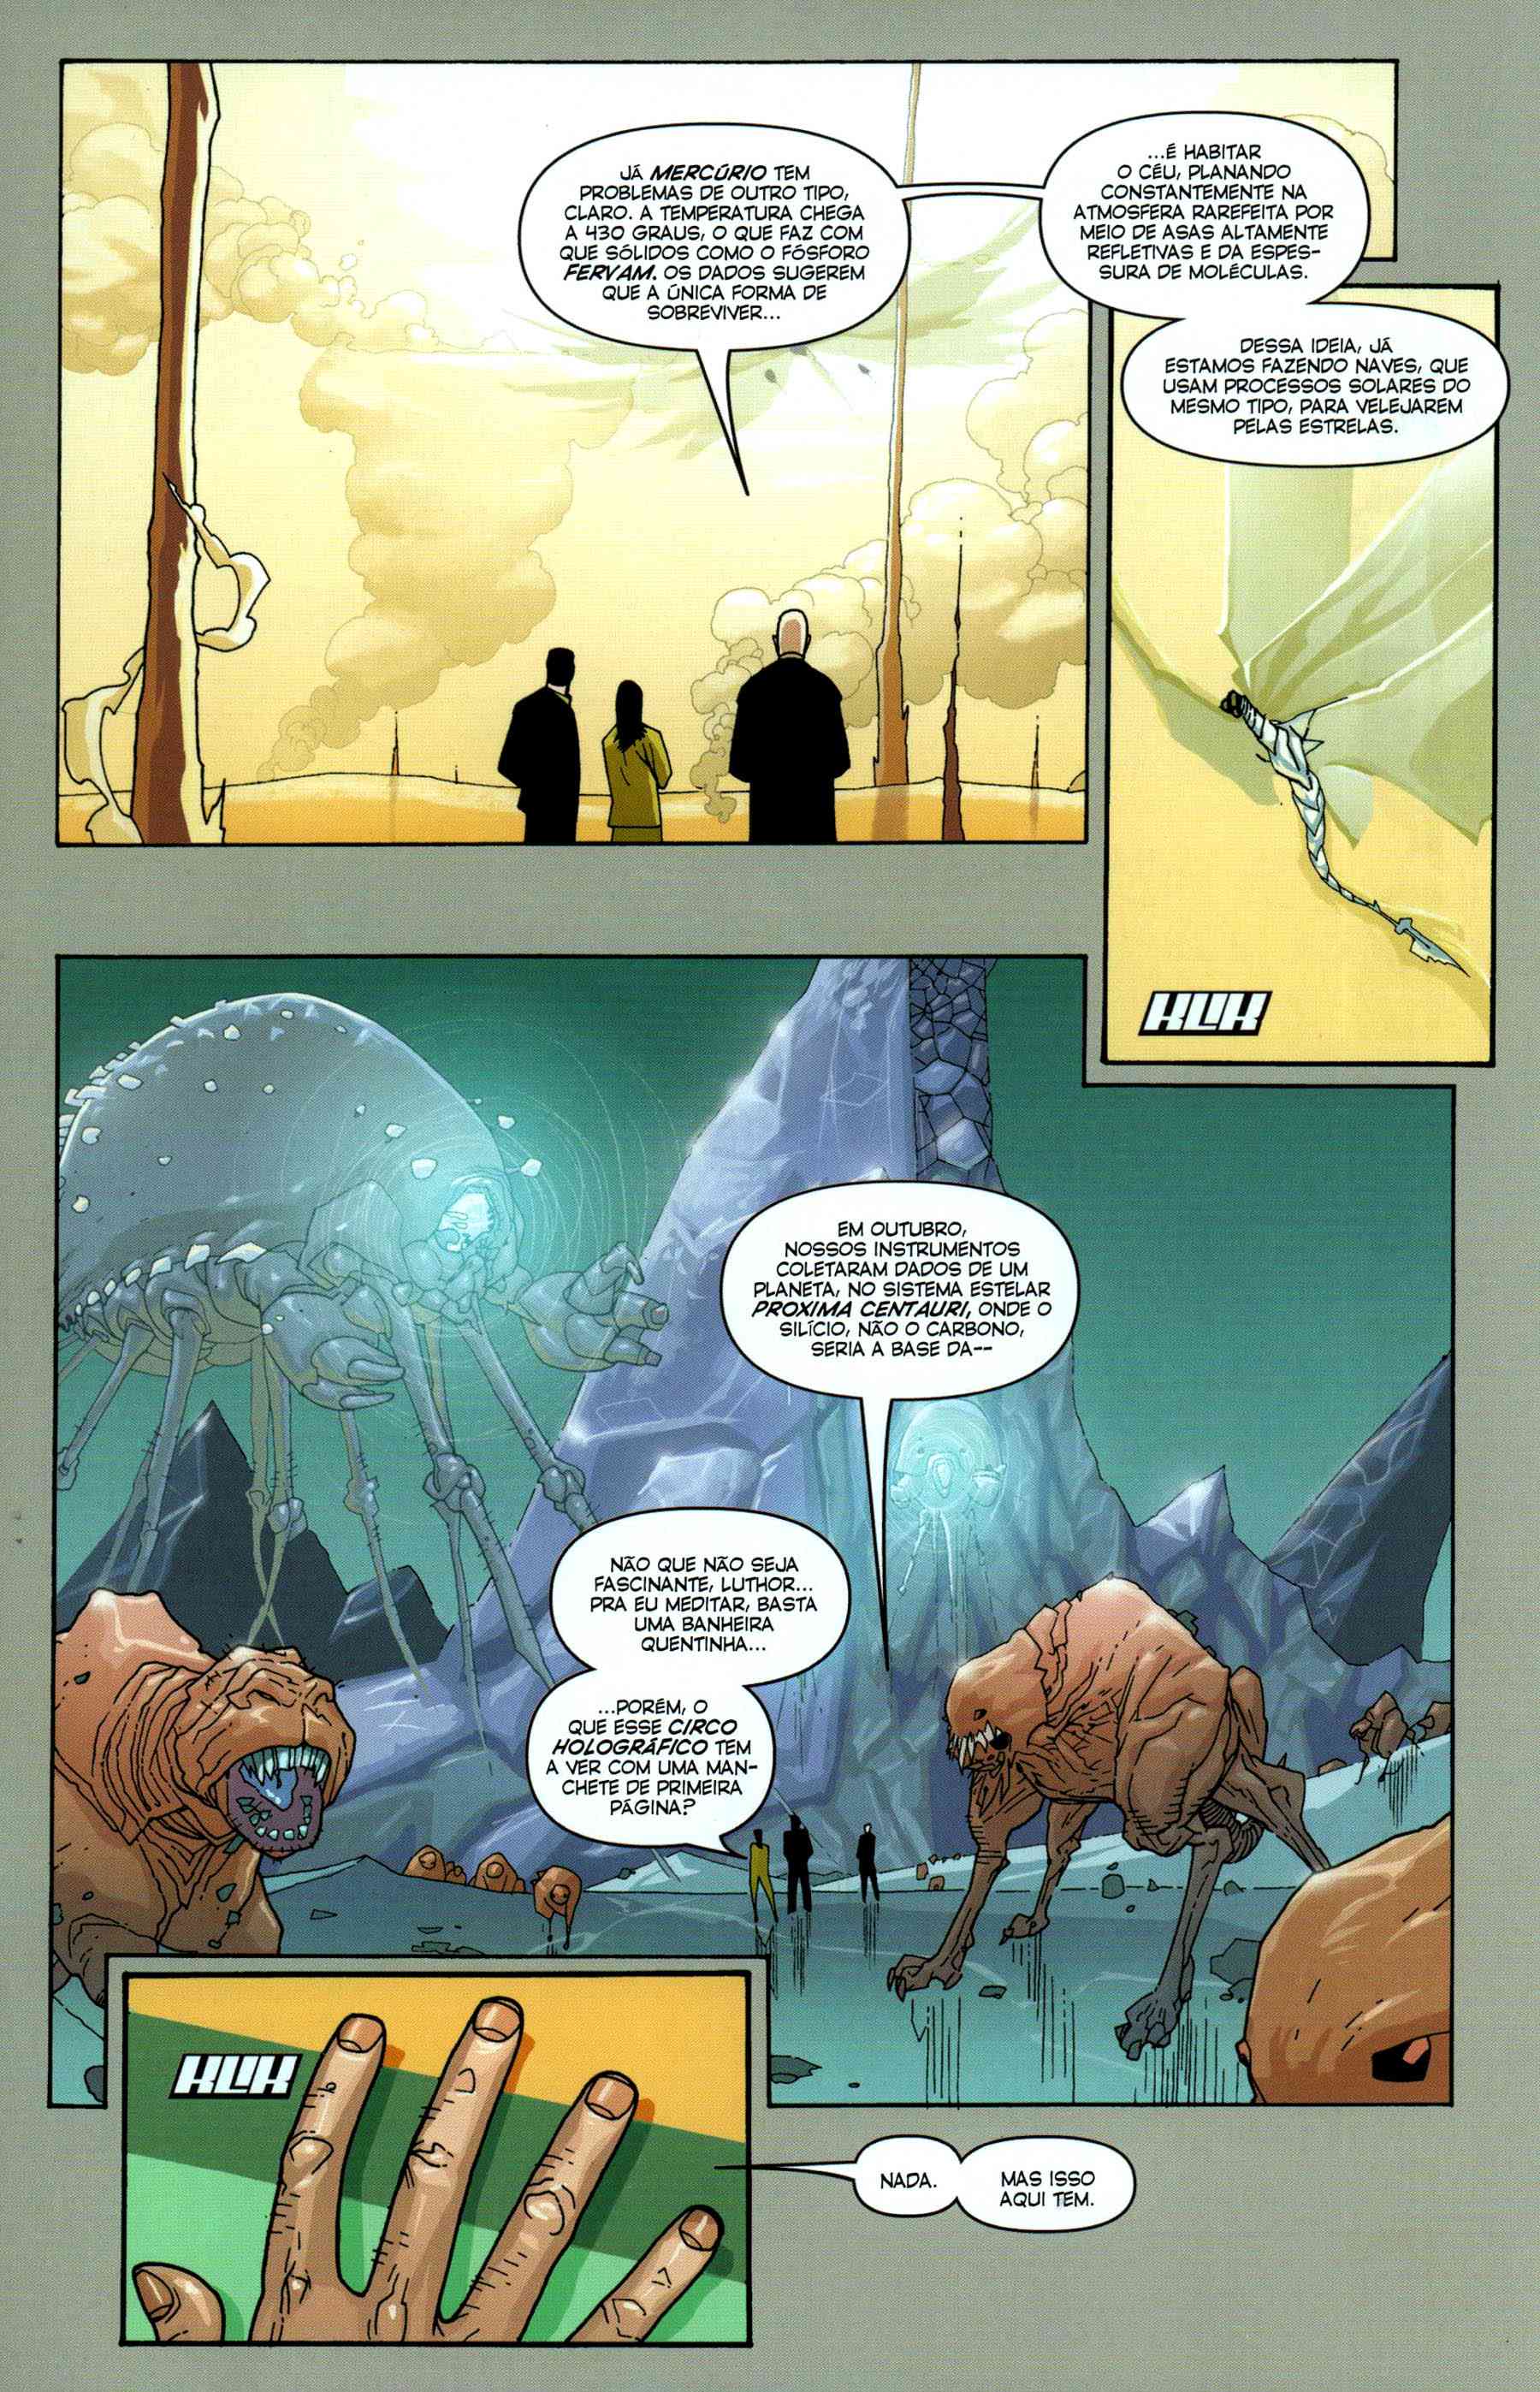 JÁ MERCÚRIO TEM
PROBLEMAS DE OUTRO TIPO,
CLARO. A TEMPERATURA CHEGA
A 430 GRAUS, O QUE FAZ COM
QUE SÓLIDOS COMO O FÓSFORO
FERVAM. OS DADOS SUGEREM
QUE A ÚNICA FORMA DE
SOBREVIVER...
...É HABITAR
O CÉU, PLANANDO
CONSTANTEMENTE NA
ATMOSFERA RAREFEITA POR
MEIO DE ASAS ALTAMENTE
REFLETIVAS E DA ESPES-
SURA DE MOLÉCULAS.
DESSA IDEIA, JÁ
ESTAMOS FAZENDO NAVES, QUE
USAM PROCESSOS SOLARES DO
MESMO TIPO, PARA VELEJAREM
PELAS ESTRELAS.
KLIK
EM OUTUBRO,
NOSSOS INSTRUMENTOS
COLETARAM DADOS DE UM
PLANETA, NO SISTEMA ESTELAR
PROXIMA CENTAURI, ONDE O
SILÍCIO, NÃO O CARBONO,
SERIA A BASE DA--
NÃO QUE NÃO SEJA
FASCINANTE, LUTHOR...
PRA EU MEDITAR, BASTA
UMA BANHEIRA
QUENTINHA...
...PORÉM, O
QUE ESSE CIRCO
HOLOGRÁFICO TEM
A VER COM UMA MAN-
CHETE DE PRIMEIRA
PÁGINA?
KLIK
NADA.
MAS ISSO
AQUI TEM.